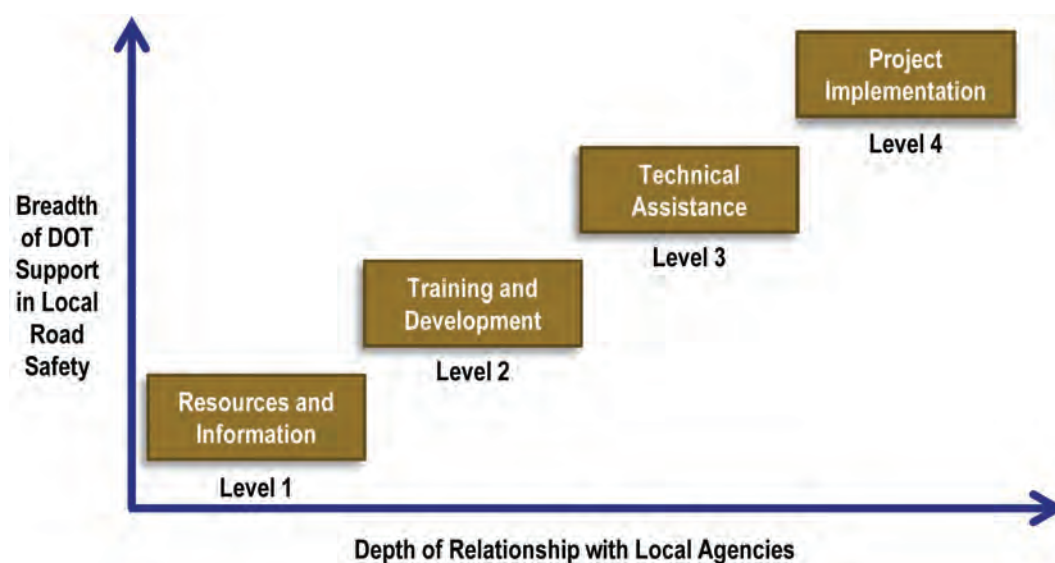 Project
Implementation
Level 4
Technical
Assistance
Level 3
Breadth
of DOT
Support
in Local
Road
Safety
Training and
Development
Level 2
Resources and
Information
Level 1
Depth of Relationship with Local Agencies